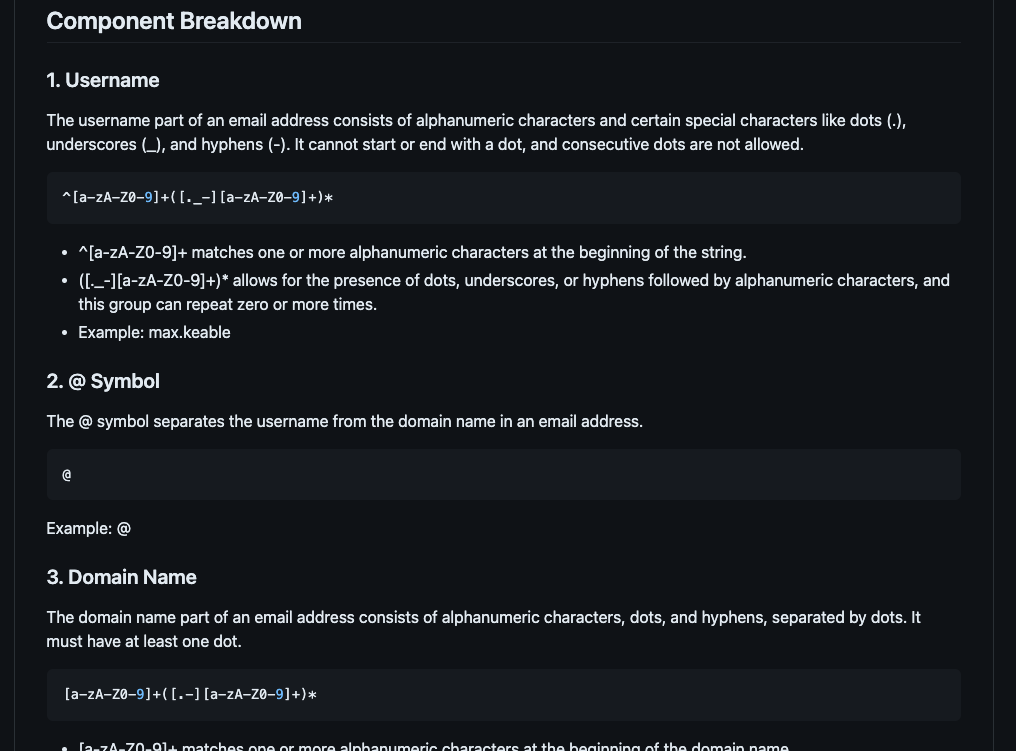 Component Breakdown
1. Username
The username part of an email address consists of alphanumeric characters and certain special characters like dots (.),
underscores (_), and hyphens (-). It cannot start or end with a dot, and consecutive dots are not allowed.
^[a-zA-Z0-9]+([._-][a-zA-Z0-9]+)*
• ^[a-zA-Z0-9]+ matches one or more alphanumeric characters at the beginning of the string.
• ([._-][a-zA-Z0-9]+)* allows for the presence of dots, underscores, or hyphens followed by alphanumeric characters, and
this group can repeat zero or more times.
• Example: max.keable
2. @ Symbol
The @ symbol separates the username from the domain name in an email address.
@
Example: @
3. Domain Name
The domain name part of an email address consists of alphanumeric characters, dots, and hyphens, separated by dots. It
must have at least one dot.
[a-zA-Z0-9]+([.-][a-zA-Z0-9]+)*
• [a-zA-Z0-9]+ matches one or more alphanumeric characters at the beginning of the domain name.